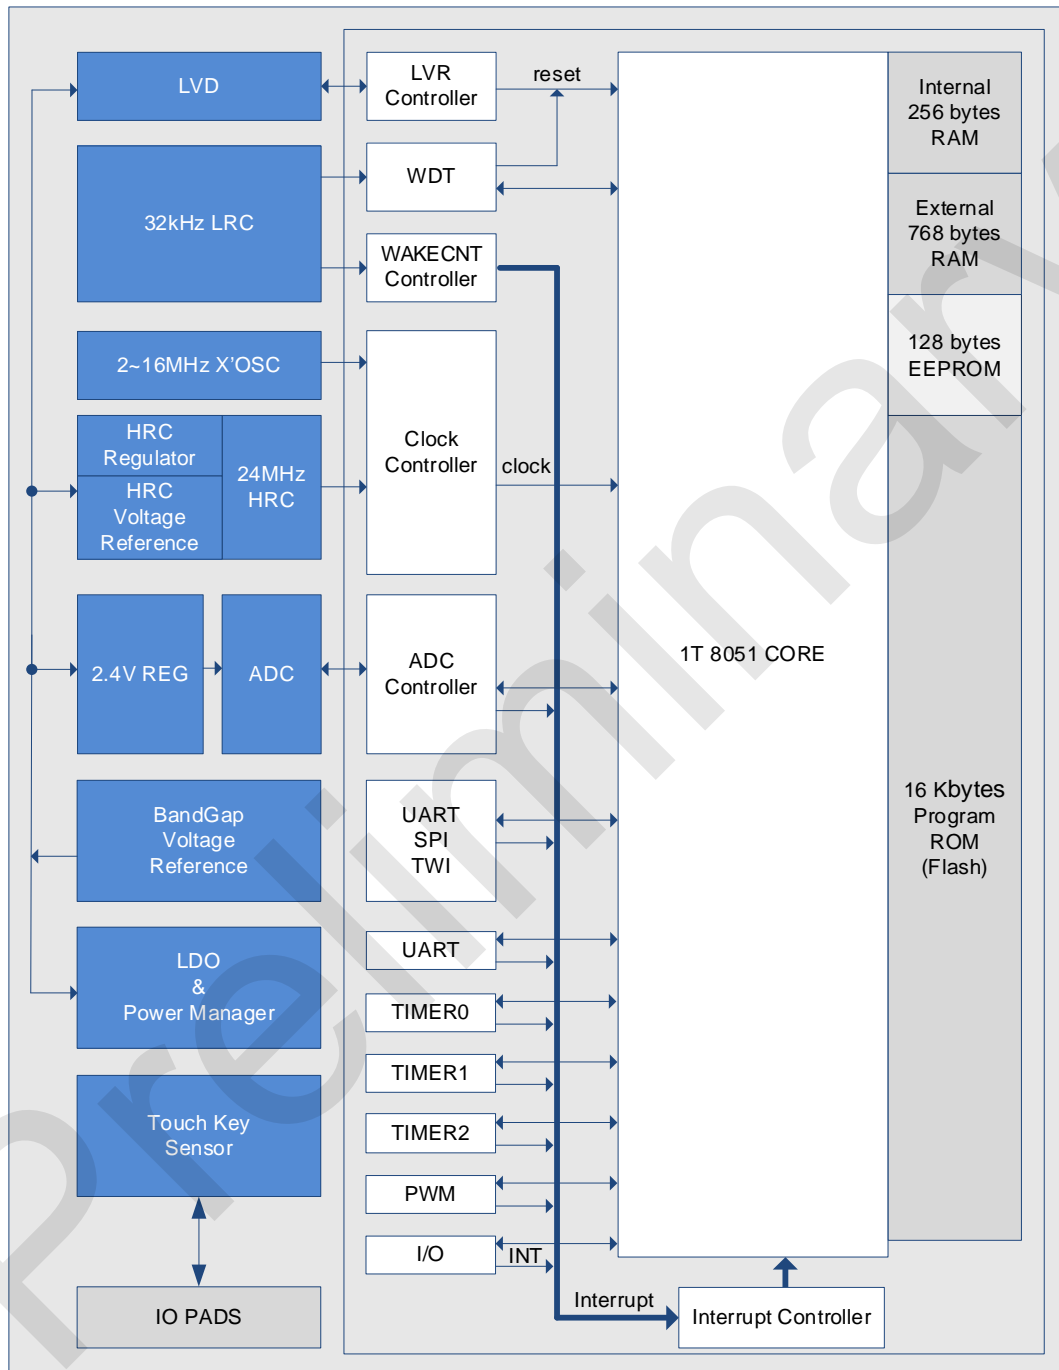 LVD
LVR
Controller
reset
Internal
256 bytes
RAM
WDT
32kHz LRC
External
768 bytes
RAM
WAKECNT
Controller
2~16MHz X'OSC
128 bytes
EEPROM
HRC
Regulator
HRC
Voltage
Reference
24MHz
HRC
Clock
Controller
clock
2.4V REG
ADC
ADC
Controller
1T 8051 CORE
BandGap
Voltage
Reference
UART
SPI
TWI
16 Kbytes
Program
ROM
(Flash)
UART
LDO
&
Power Manager
TIMER0
TIMER1
Touch Key
Sensor
TIMER2
PWM
I/O
INT
IO PADS
Interrupt
Interrupt Controller
Preliminary